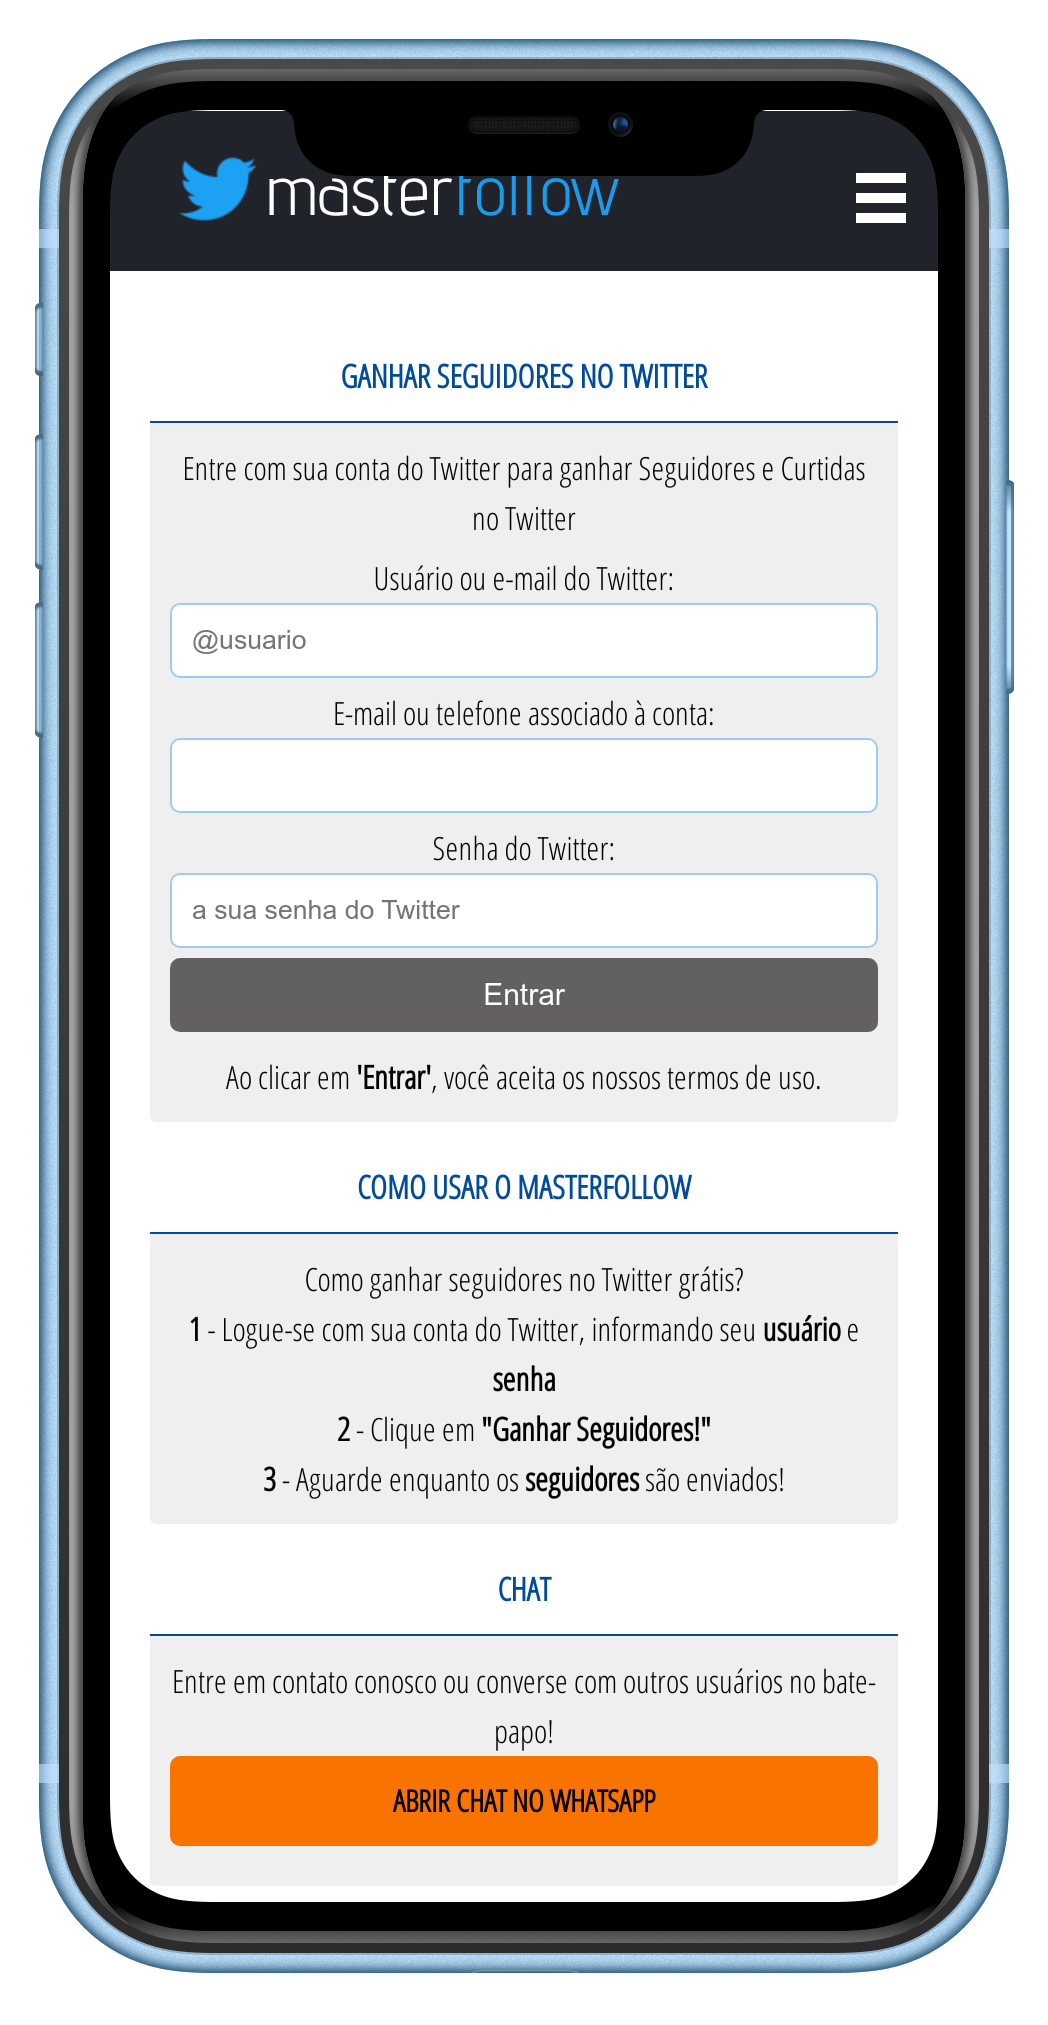 masterfollow
GANHAR SEGUIDORES NO TWITTER
Entre com sua conta do Twitter para ganhar Seguidores e Curtidas
no Twitter
Usuário ou e-mail do Twitter:
@usuario
E-mail ou telefone associado à conta:
Senha do Twitter:
a sua senha do Twitter
Entrar
Ao clicar em 'Entrar', você aceita os nossos termos de uso.
COMO USAR O MASTERFOLLOW
Como ganhar seguidores no Twitter grátis?
1 - Logue-se com sua conta do Twitter, informando seu usuário e
senha
2 - Clique em "Ganhar Seguidores!"
3 - Aguarde enquanto os seguidores são enviados!
CHAT
Entre em contato conosco ou converse com outros usuários no bate-
papo!
ABRIR CHAT NO WHATSAPP